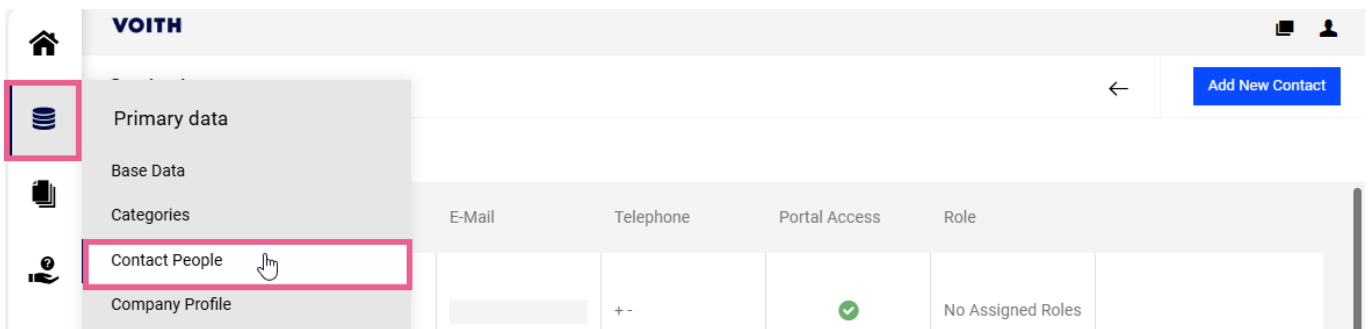 VOITH
Add New Contact
Primary data
Base Data
Categories
Contact People
Company Profile
E-Mail Telephone Portal Access Role
+ - No Assigned Roles